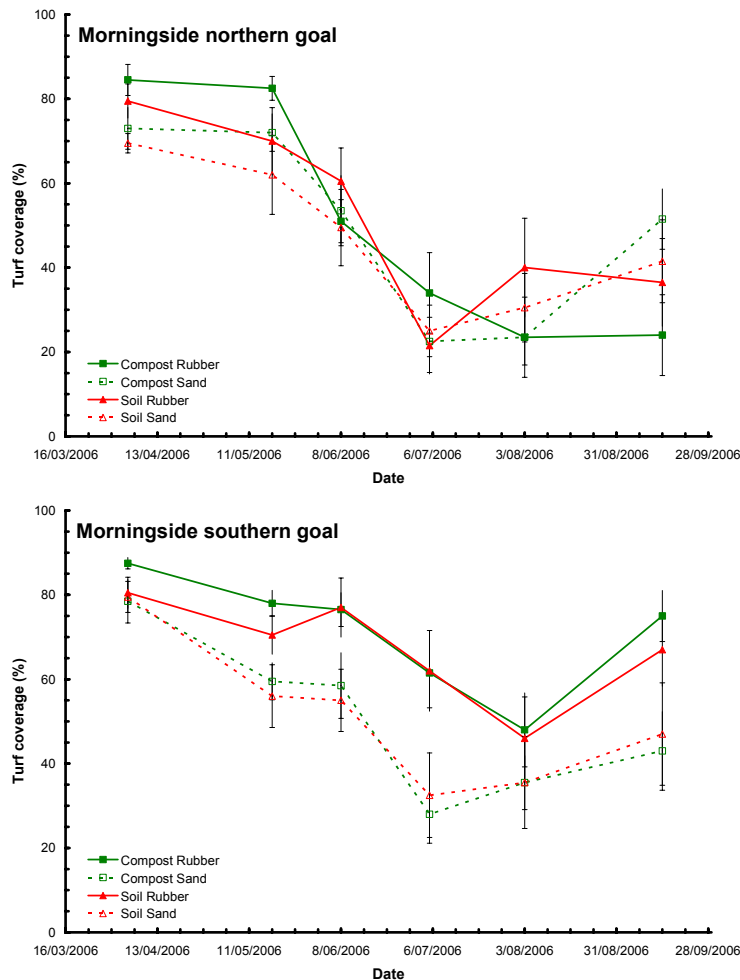 Morningside northern goal
100
80
60
40
20
0
Turf coverage (%)
Compost Rubber
Compost Sand
Soil Rubber
Soil Sand
16/03/2006 13/04/2006 11/05/2006 8/06/2006 6/07/2006 3/08/2006 31/08/2006 28/09/2006
Date
Morningside southern goal
100
80
60
40
20
0
Turf coverage (%)
Compost Rubber
Compost Sand
Soil Rubber
Soil Sand
16/03/2006 13/04/2006 11/05/2006 8/06/2006 6/07/2006 3/08/2006 31/08/2006 28/09/2006
Date